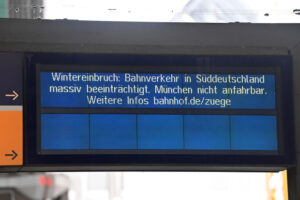 Wintereinbruch: Bahnverkehr in Süddeutschland
massiv beeinträchtigt. München nicht anfahrbar.
Weitere Infos bahnhof.de/zuege